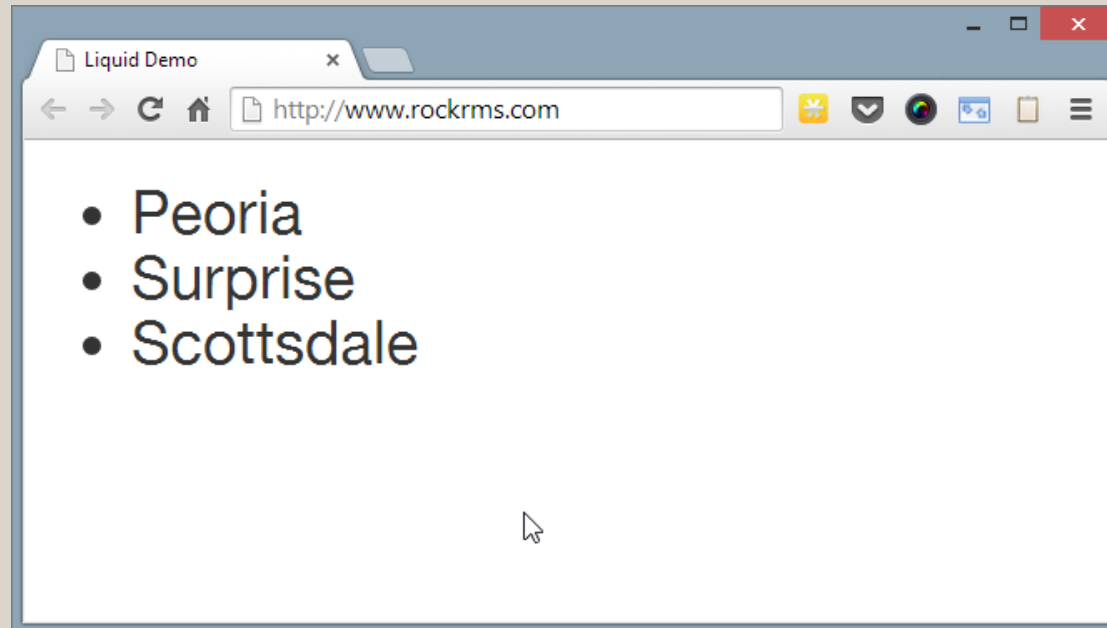 Liquid Demo
http://www.rockrms.com
• Peoria
• Surprise
• Scottsdale